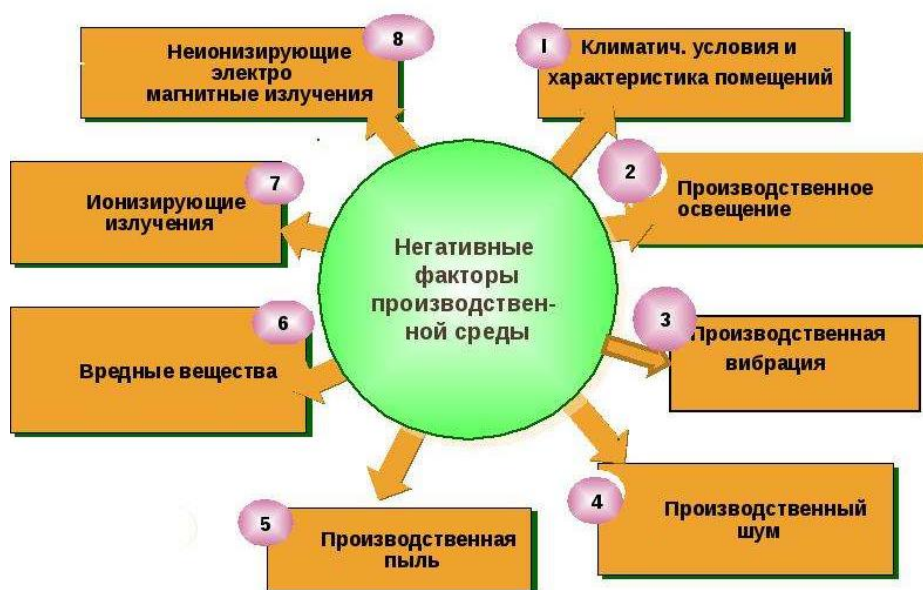 Негативные
факторы
производствен-
ной среды
I
Климатич. условия и
характеристика помещений
2
Производственное
освещение
3
Производственная
вибрация
4
Производственный
шум
5
Производственная
пыль
6
Вредные вещества
7
Ионизирующие
излучения
8
Неионизирующие
электро
магнитные излучения